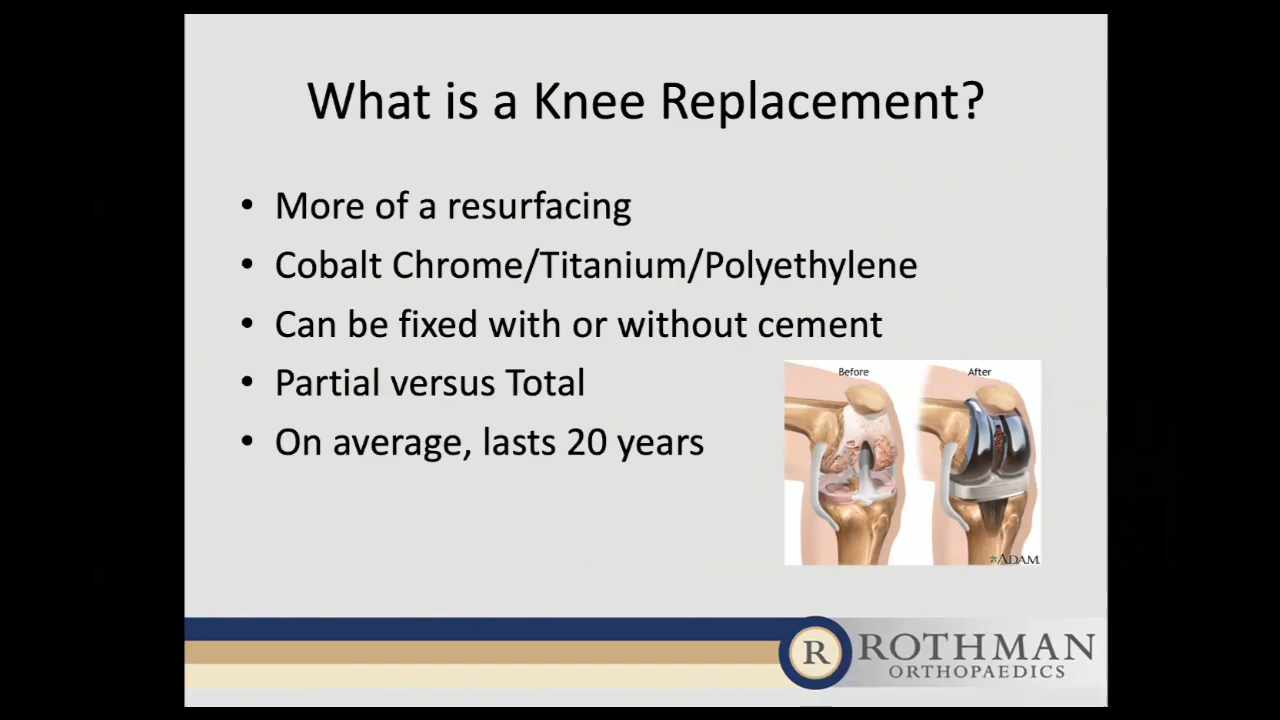 What is a Knee Replacement?
• More of a resurfacing
• Cobalt Chrome/Titanium/Polyethylene
• Can be fixed with or without cement
• Partial versus Total
• On average, lasts 20 years
Before
After
ADAM.
R
ROTHMAN
ORTHOPAEDICS